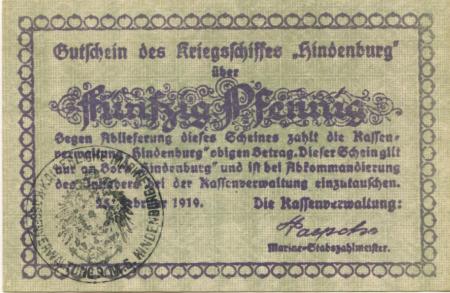 Gutschein des Kriegsschiffes „Hindenburg"
über
Fünfzig Pfennig
Gegen Ablieferung dieses Scheines zahlt die Kassen-
verwaltung „Hindenburg" obigen Betrag. Dieser Schein gilt
nur an Bord „Hindenburg" und ist bei Abkommandierung
des Inhabers bei der Kassenverwaltung einzutauschen.
1919. Die Kassenverwaltung:
Marine-Stabszahlmeister.